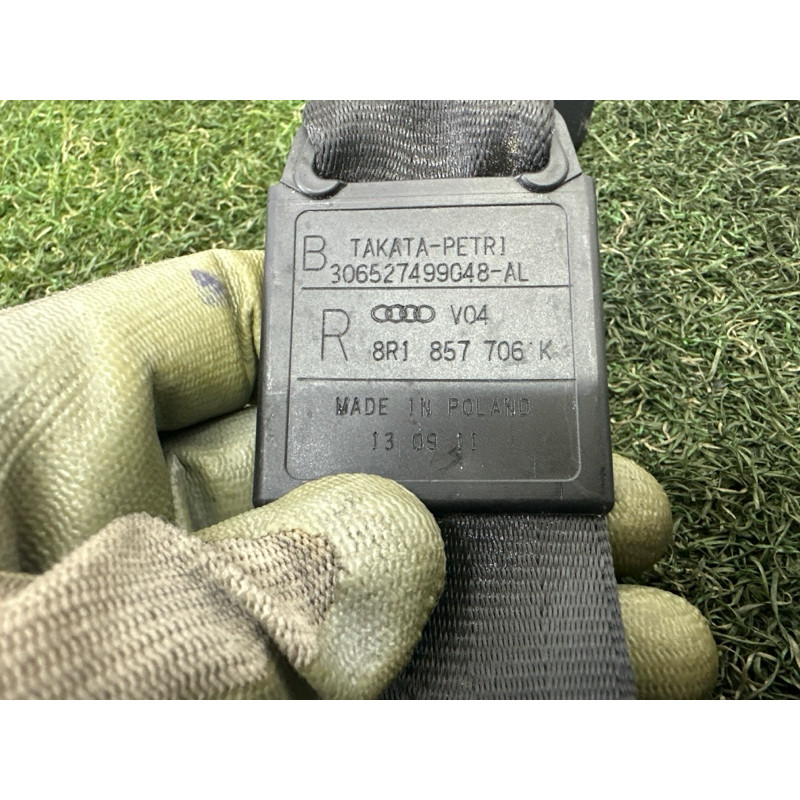 B TAKATA-PETRI
306527499048-AL
R V04
8R1 857 706 K
MADE IN POLAND
13 09 11